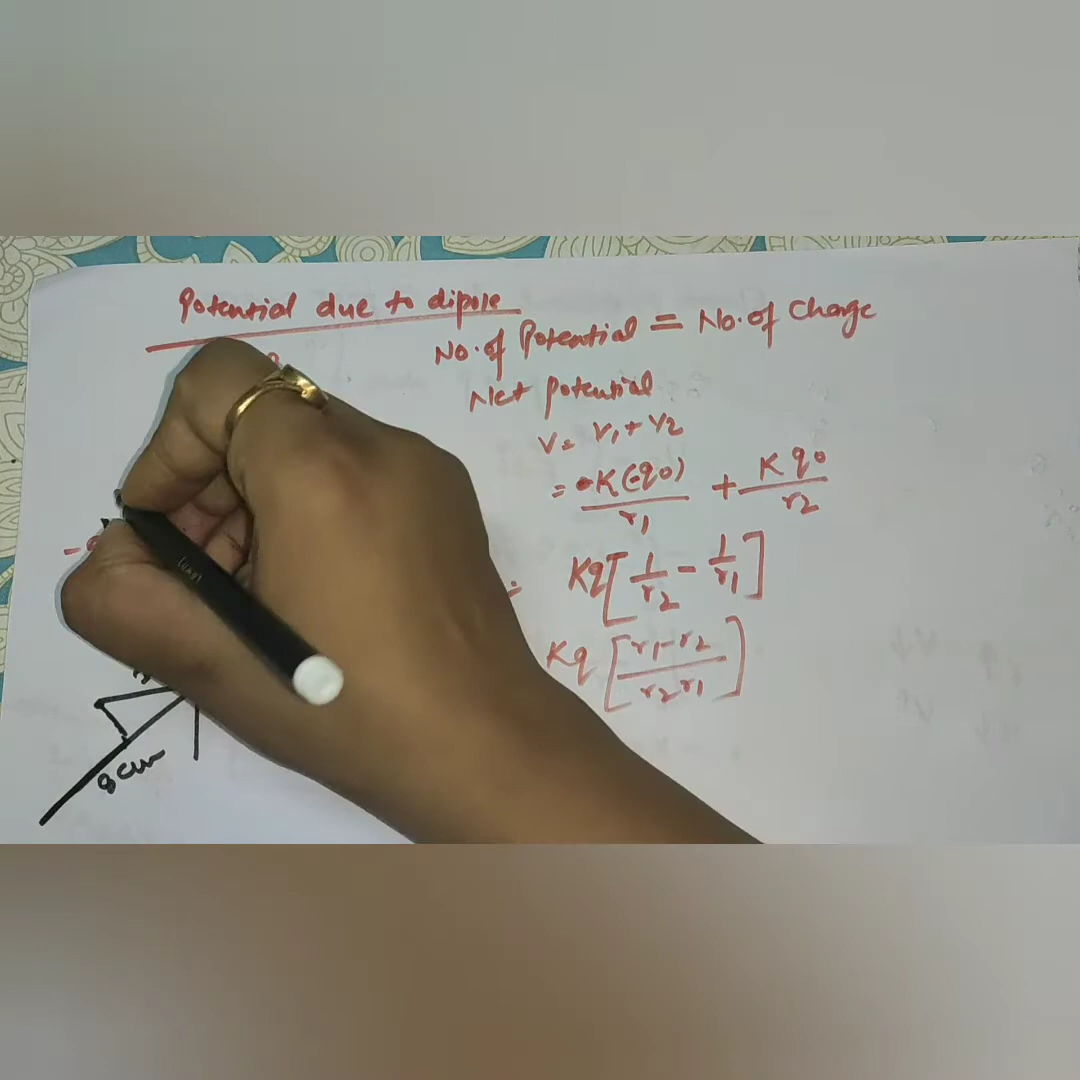 Potential due to dipole
No. of Potential = No. of Charge
Net potential
V = V1 + V2
= K(-q0)/r1 + Kq0/r2
= Kq[1/r2 - 1/r1]
Kq[r1-r2/r2r1]
8cm